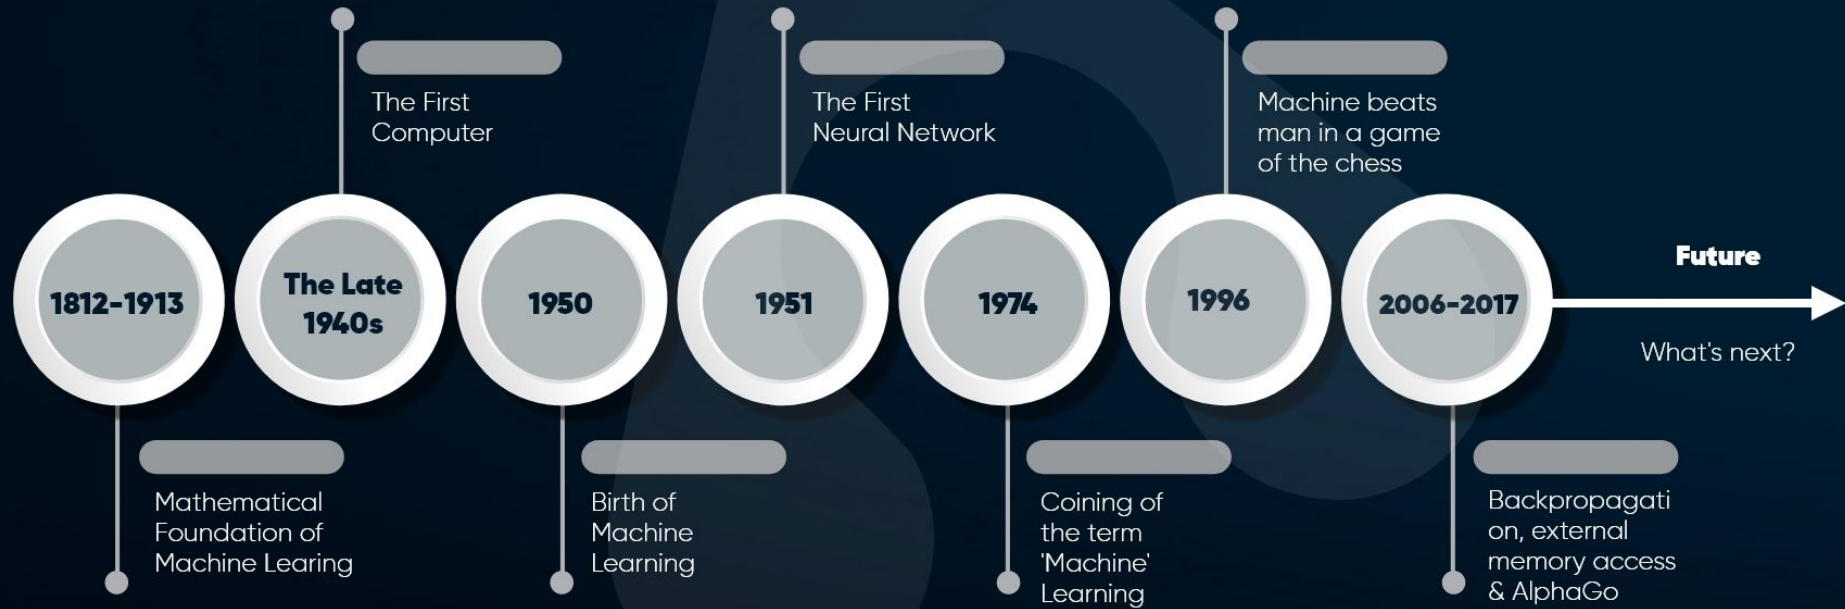 1812-1913
Mathematical
Foundation of
Machine Learing
The Late
1940s
The First
Computer
1950
Birth of
Machine
Learning
1951
The First
Neural Network
1974
Coining of
the term
'Machine'
Learning
1996
Machine beats
man in a game
of the chess
2006-2017
Backpropagati
on, external
memory access
& AlphaGo
Future
What's next?